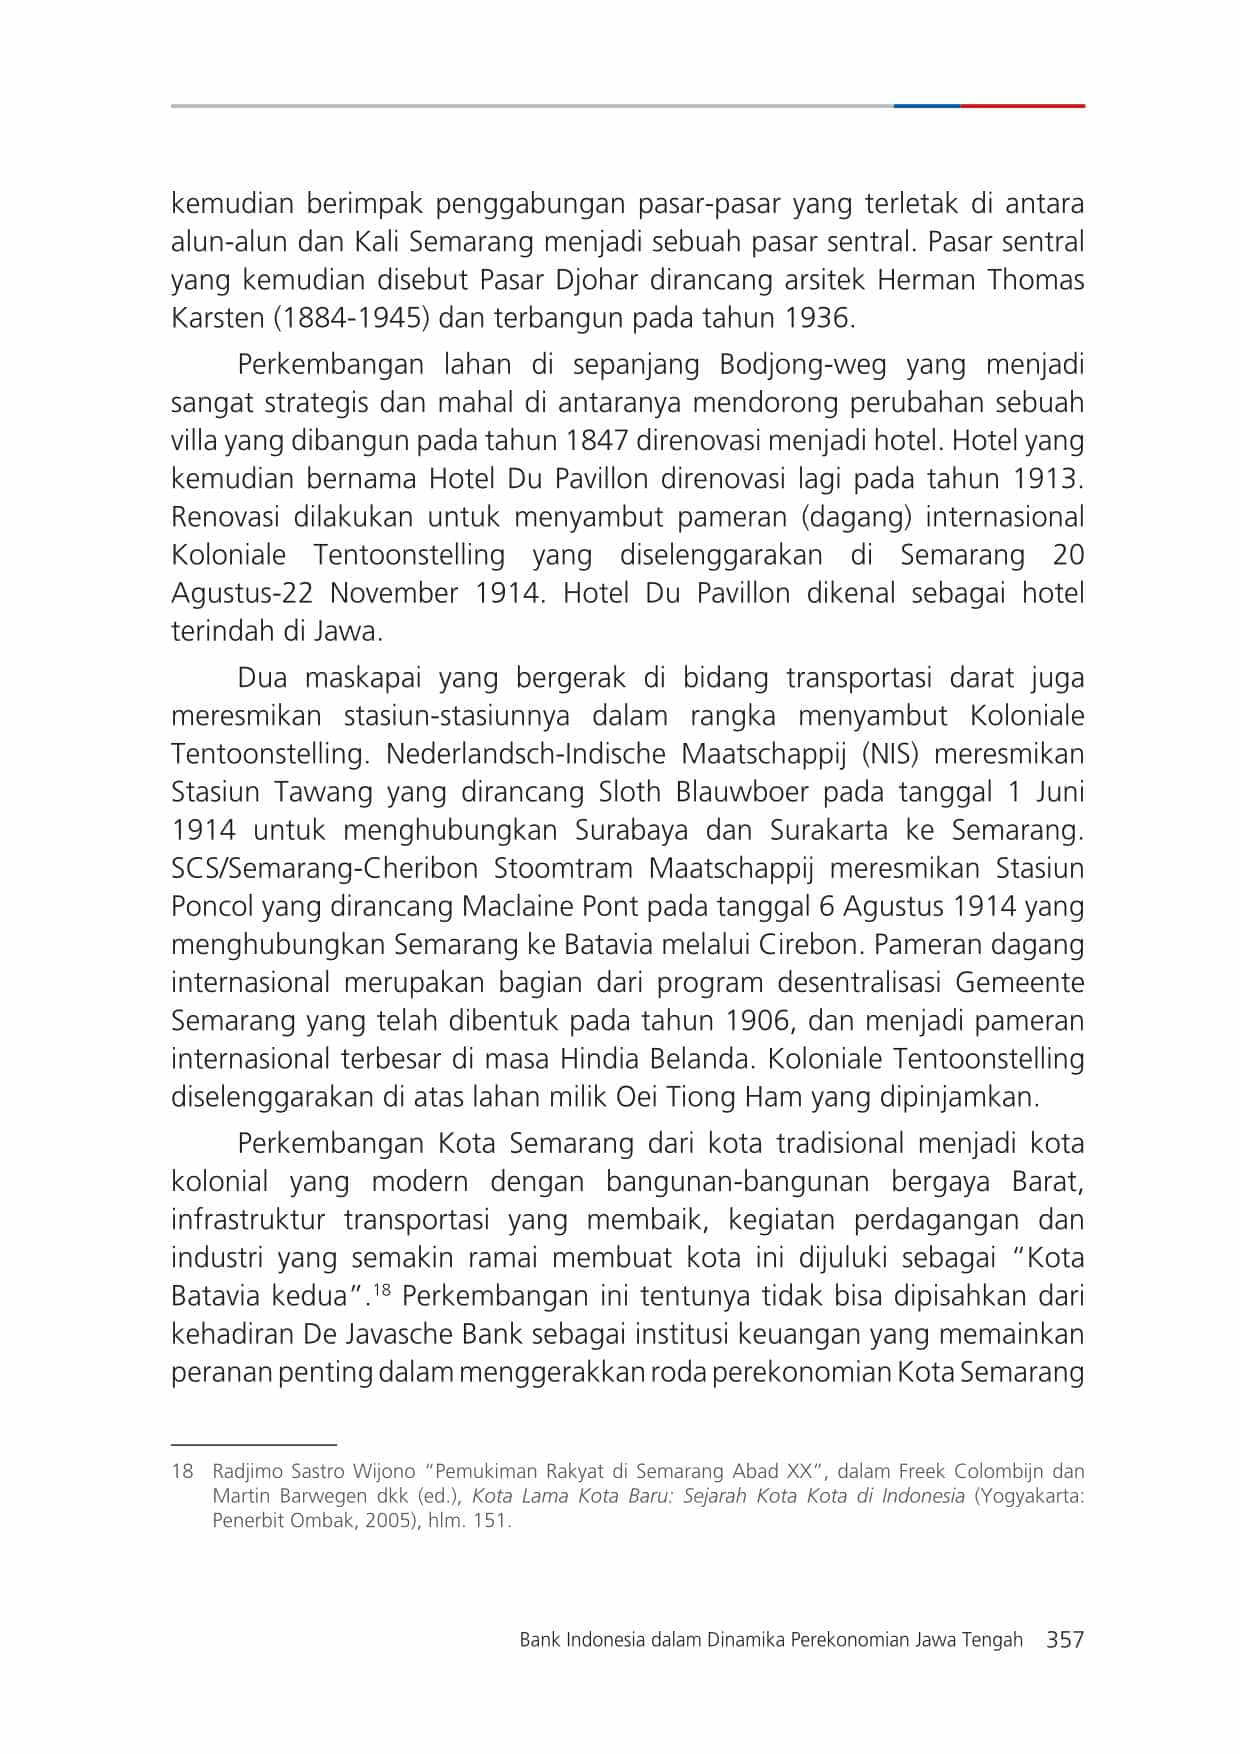 kemudian berimpak penggabungan pasar-pasar yang terletak di antara
alun-alun dan Kali Semarang menjadi sebuah pasar sentral. Pasar sentral
yang kemudian disebut Pasar Djohar dirancang arsitek Herman Thomas
Karsten (1884-1945) dan terbangun pada tahun 1936.
Perkembangan lahan di sepanjang Bodjong-weg yang menjadi
sangat strategis dan mahal di antaranya mendorong perubahan sebuah
villa yang dibangun pada tahun 1847 direnovasi menjadi hotel. Hotel yang
kemudian bernama Hotel Du Pavillon direnovasi lagi pada tahun 1913.
Renovasi dilakukan untuk menyambut pameran (dagang) internasional
Koloniale Tentoonstelling yang diselenggarakan di Semarang 20
Agustus-22 November 1914. Hotel Du Pavillon dikenal sebagai hotel
terindah di Jawa.
Dua maskapai yang bergerak di bidang transportasi darat juga
meresmikan stasiun-stasiunnya dalam rangka menyambut Koloniale
Tentoonstelling. Nederlandsch-Indische Maatschappij (NIS) meresmikan
Stasiun Tawang yang dirancang Sloth Blauwboer pada tanggal 1 Juni
1914 untuk menghubungkan Surabaya dan Surakarta ke Semarang.
SCS/Semarang-Cheribon Stoomtram Maatschappij meresmikan Stasiun
Poncol yang dirancang Maclaine Pont pada tanggal 6 Agustus 1914 yang
menghubungkan Semarang ke Batavia melalui Cirebon. Pameran dagang
internasional merupakan bagian dari program desentralisasi Gemeente
Semarang yang telah dibentuk pada tahun 1906, dan menjadi pameran
internasional terbesar di masa Hindia Belanda. Koloniale Tentoonstelling
diselenggarakan di atas lahan milik Oei Tiong Ham yang dipinjamkan.
Perkembangan Kota Semarang dari kota tradisional menjadi kota
kolonial yang modern dengan bangunan-bangunan bergaya Barat,
infrastruktur transportasi yang membaik, kegiatan perdagangan dan
industri yang semakin ramai membuat kota ini dijuluki sebagai “Kota
Batavia kedua”.18 Perkembangan ini tentunya tidak bisa dipisahkan dari
kehadiran De Javasche Bank sebagai institusi keuangan yang memainkan
peranan penting dalam menggerakkan roda perekonomian Kota Semarang
18 Radjimo Sastro Wijono “Pemukiman Rakyat di Semarang Abad XX”, dalam Freek Colombijn dan
Martin Barwegen dkk (ed.), Kota Lama Kota Baru: Sejarah Kota Kota di Indonesia (Yogyakarta:
Penerbit Ombak, 2005), hlm. 151.
Bank Indonesia dalam Dinamika Perekonomian Jawa Tengah 357